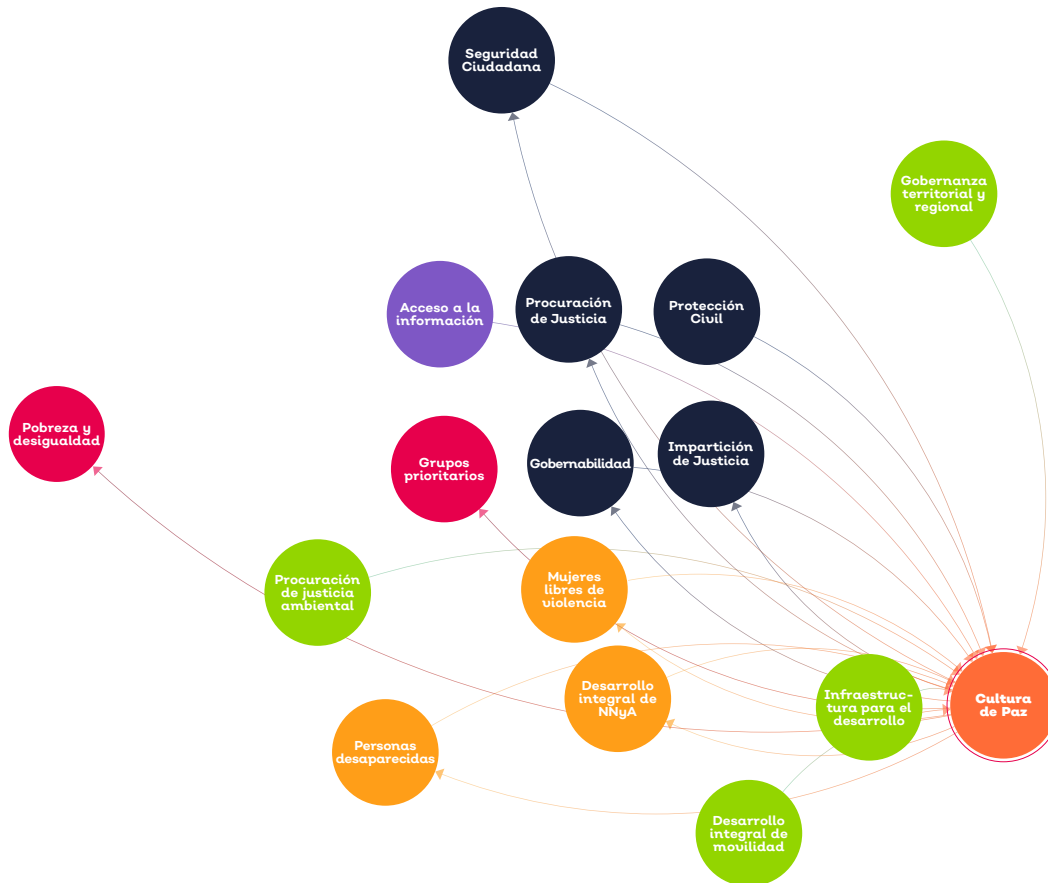 Seguridad
Ciudadana
Gobernanza
territorial y
regional
Acceso a la
información
Procuración
de Justicia
Protección
Civil
Pobreza y
desigualdad
Grupos
prioritarios
Gobernabilidad
Impartición
de Justicia
Procuración
de justicia
ambiental
Mujeres
libres de
violencia
Desarrollo
integral de
NNyA
Infraestruc-
tura para el
desarrollo
Cultura
de Paz
Personas
desaparecidas
Desarrollo
integral de
movilidad